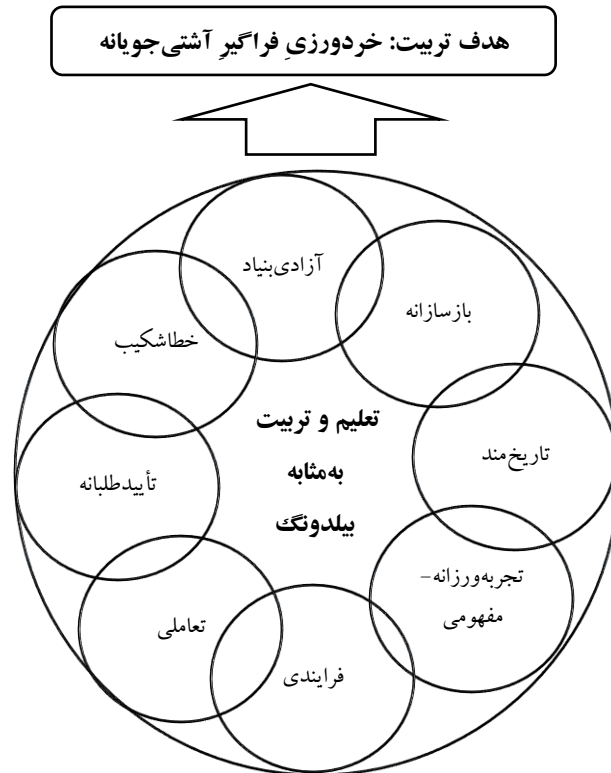 هدف تربیت: خردورزیِ فراگیرِ آشتی‌جویانه
آزادی‌بنیاد
بازسازانه
خطاشکیب
تعلیم و تربیت
به‌مثابه
بیلدونگ
تاریخ‌مند
تأییدطلبانه
تجربه‌ورزانه-
مفهومی
تعاملی
فرایندی